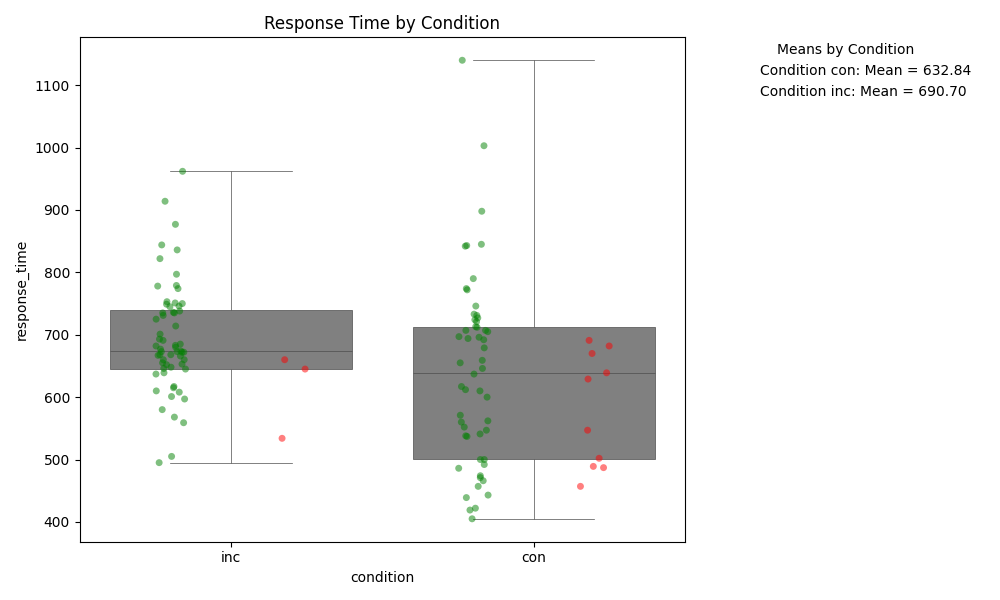 Response Time by Condition
Means by Condition
Condition con: Mean = 632.84
Condition inc: Mean = 690.70
response_time
1100
1000
900
800
700
600
500
400
inc
con
condition